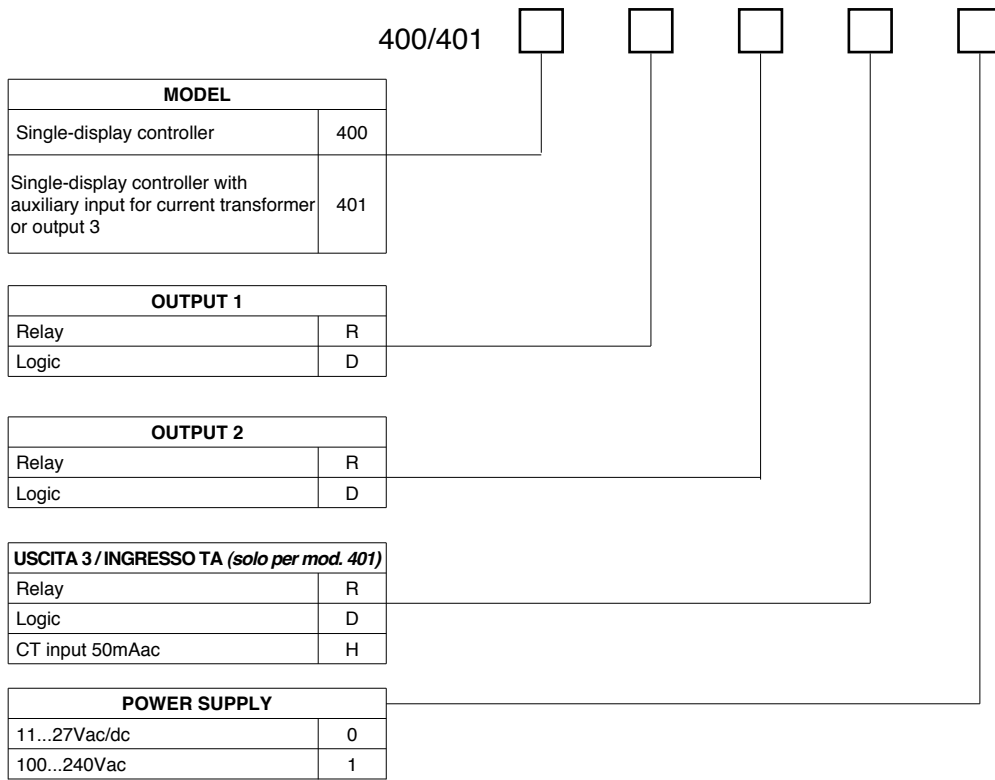 400/401
MODEL
Single-display controller 400
Single-display controller with
auxiliary input for current transformer 401
or output 3
OUTPUT 1
Relay R
Logic D
OUTPUT 2
Relay R
Logic D
USCITA 3 / INGRESSO TA (solo per mod. 401)
Relay R
Logic D
CT input 50mAac H
POWER SUPPLY
11...27Vac/dc 0
100...240Vac 1